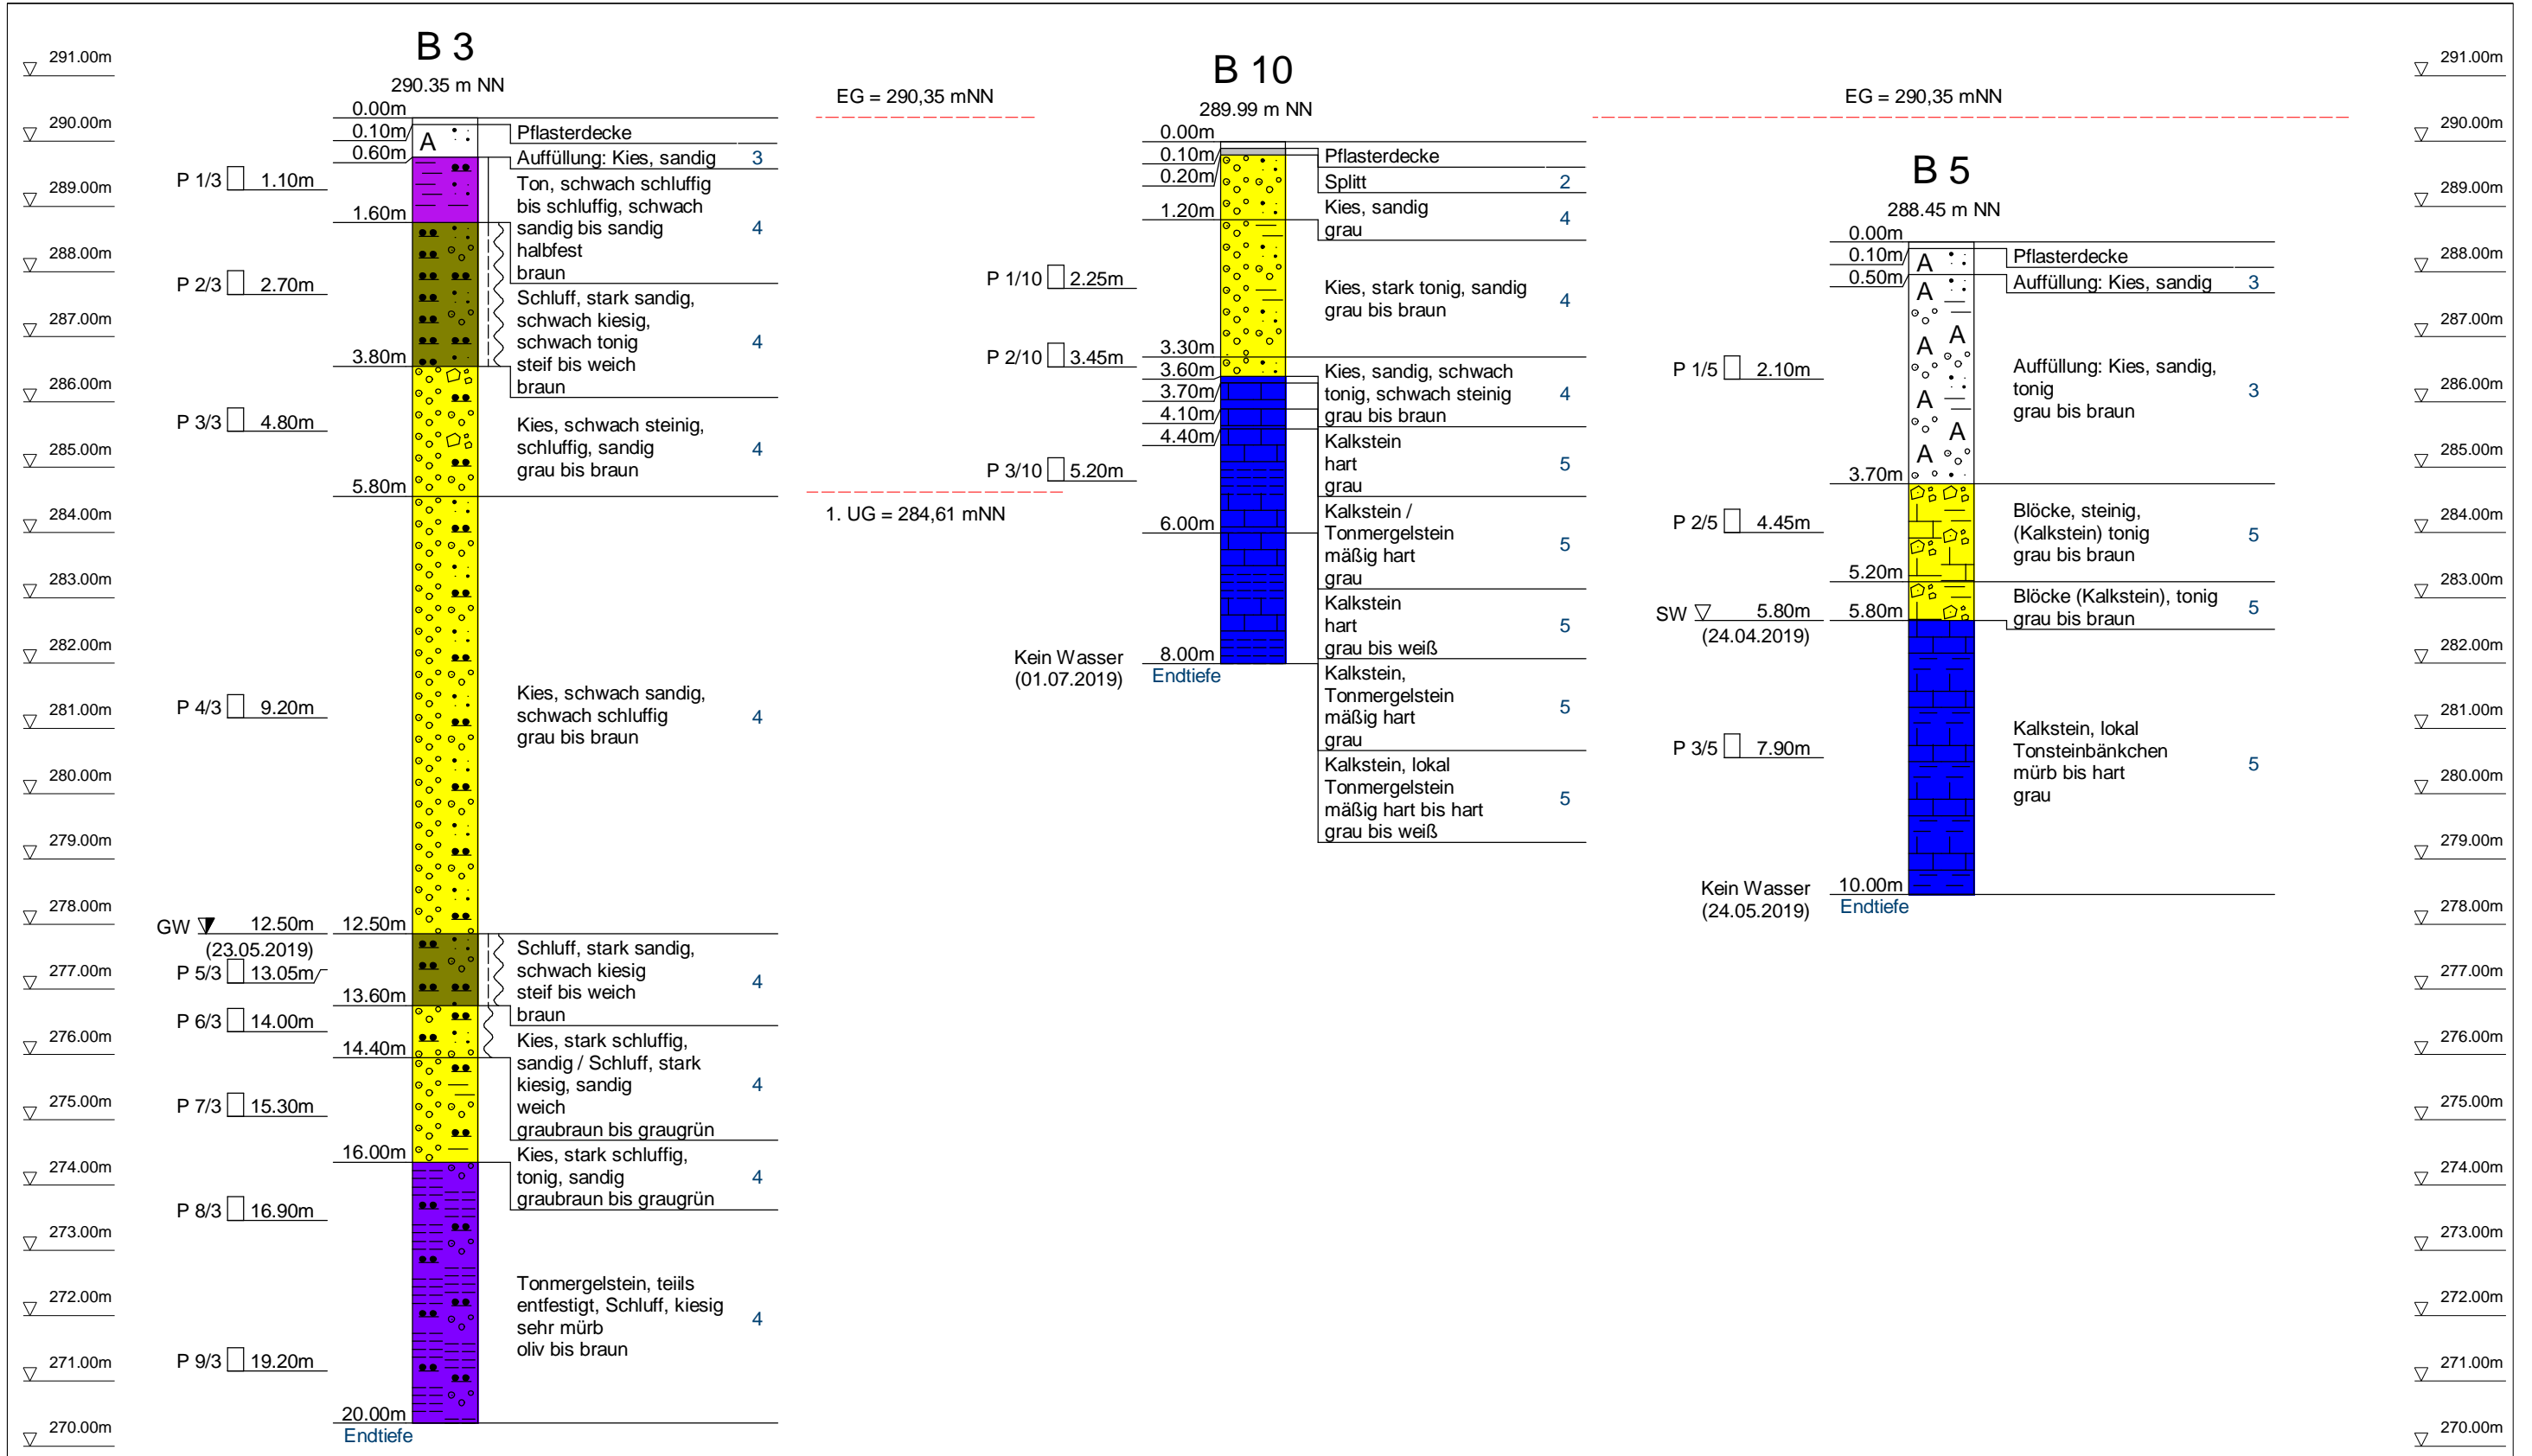 291.00m
290.00m
289.00m
288.00m
287.00m
286.00m
285.00m
284.00m
283.00m
282.00m
281.00m
280.00m
279.00m
278.00m
277.00m
276.00m
275.00m
274.00m
273.00m
272.00m
271.00m
270.00m
B 3
290.35 m NN
0.00m
0.10m
0.60m
1.60m
3.80m
5.80m
12.50m
13.60m
14.40m
16.00m
20.00m
Endtiefe
P 1/3 1.10m
P 2/3 2.70m
P 3/3 4.80m
P 4/3 9.20m
GW 12.50m
(23.05.2019)
P 5/3 13.05m
P 6/3 14.00m
P 7/3 15.30m
P 8/3 16.90m
P 9/3 19.20m
A
Pflasterdecke
Auffüllung: Kies, sandig 3
Ton, schwach schluffig
bis schluffig, schwach
sandig bis sandig 4
halbfest
braun
Schluff, stark sandig,
schwach kiesig,
schwach tonig 4
steif bis weich
braun
Kies, schwach steinig,
schluffig, sandig 4
grau bis braun
Kies, schwach sandig,
schwach schluffig 4
grau bis braun
Schluff, stark sandig,
schwach kiesig
steif bis weich 4
braun
Kies, stark schluffig,
sandig / Schluff, stark
kiesig, sandig 4
weich
graubraun bis graugrün
Kies, stark schluffig,
tonig, sandig 4
graubraun bis graugrün
Tonmergelstein, teiils
entfestigt, Schluff, kiesig
sehr mürb 4
oliv bis braun
EG = 290,35 mNN
1. UG = 284,61 mNN
B 10
289.99 m NN
0.00m
0.10m
0.20m
1.20m
3.30m
3.60m
3.70m
4.10m
4.40m
6.00m
8.00m
Endtiefe
P 1/10 2.25m
P 2/10 3.45m
P 3/10 5.20m
Kein Wasser
(01.07.2019)
Pflasterdecke
Splitt 2
Kies, sandig
grau 4
Kies, stark tonig, sandig
grau bis braun 4
Kies, sandig, schwach
tonig, schwach steinig 4
grau bis braun
Kalkstein
hart 5
grau
Kalkstein /
Tonmergelstein
mäßig hart 5
grau
Kalkstein
hart 5
grau bis weiß
Kalkstein,
Tonmergelstein
mäßig hart 5
grau
Kalkstein, lokal
Tonmergelstein
mäßig hart bis hart 5
grau bis weiß
EG = 290,35 mNN
B 5
288.45 m NN
0.00m
0.10m
0.50m
3.70m
5.20m
5.80m
10.00m
Endtiefe
P 1/5 2.10m
P 2/5 4.45m
SW 5.80m
(24.04.2019)
P 3/5 7.90m
Kein Wasser
(24.05.2019)
A
A
A
A
A
A
A
Pflasterdecke
Auffüllung: Kies, sandig 3
Auffüllung: Kies, sandig,
tonig 3
grau bis braun
Blöcke, steinig,
(Kalkstein) tonig 5
grau bis braun
Blöcke (Kalkstein), tonig 5
grau bis braun
Kalkstein, lokal
Tonsteinbänkchen
mürb bis hart 5
grau
291.00m
290.00m
289.00m
288.00m
287.00m
286.00m
285.00m
284.00m
283.00m
282.00m
281.00m
280.00m
279.00m
278.00m
277.00m
276.00m
275.00m
274.00m
273.00m
272.00m
271.00m
270.00m